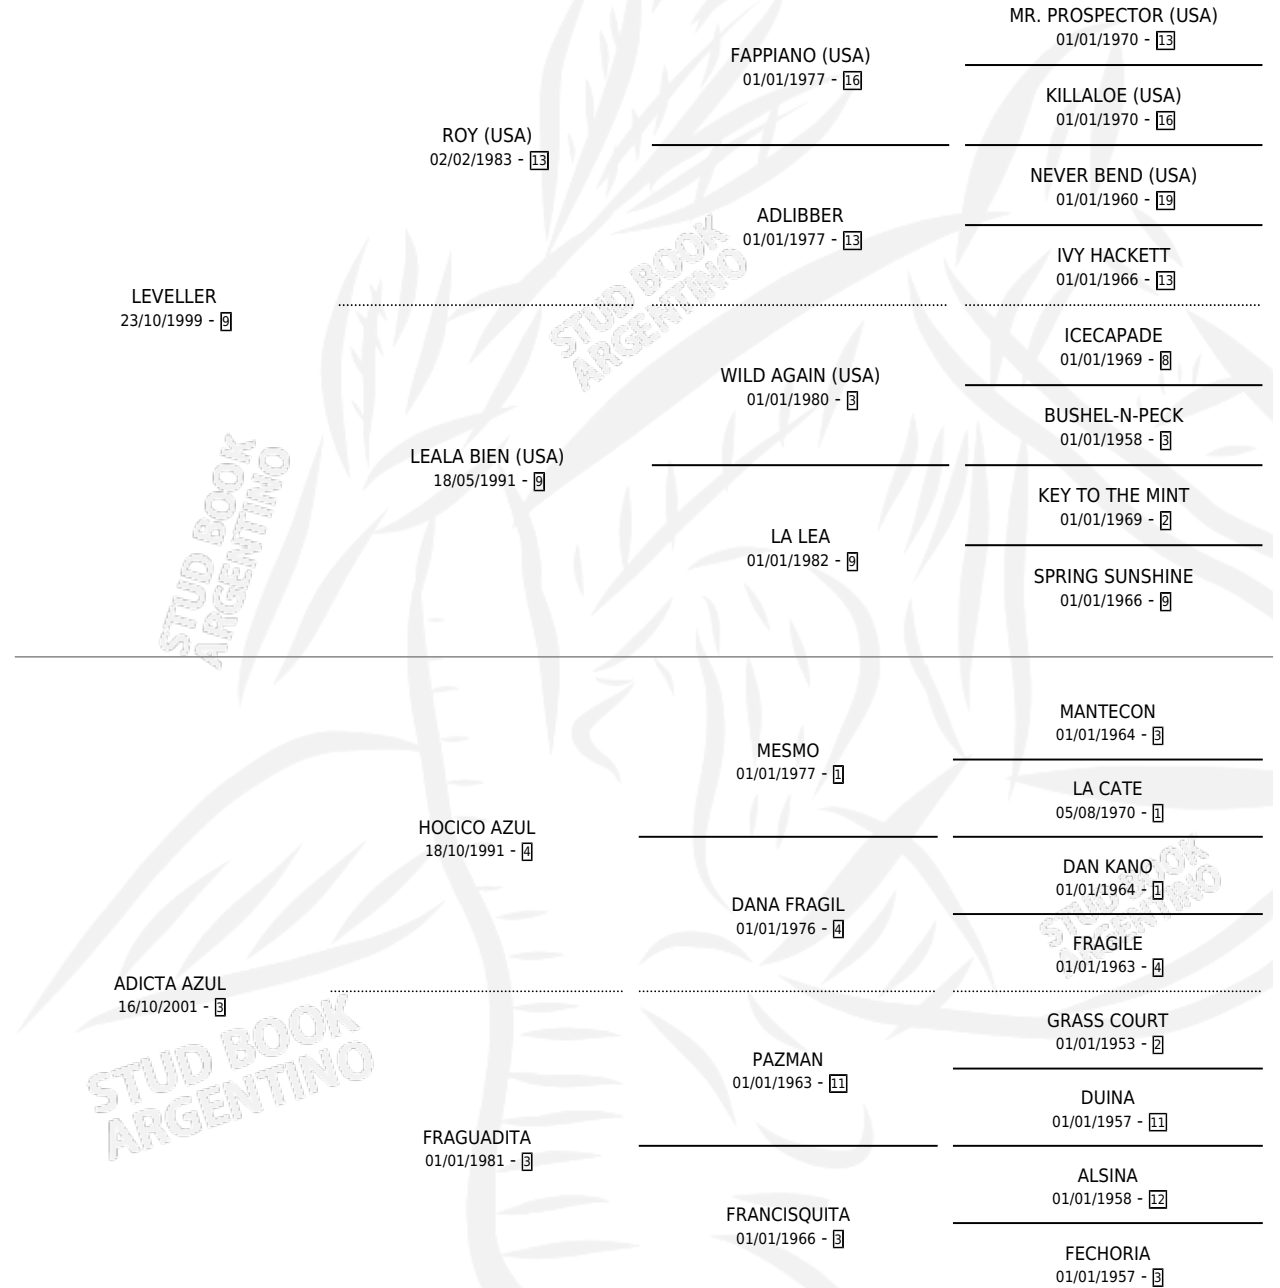 MR. PROSPECTOR (USA)
01/01/1970 - 13
FAPPIANO (USA)
01/01/1977 - 16
KILLALOE (USA)
01/01/1970 - 16
ROY (USA)
02/02/1983 - 13
NEVER BEND (USA)
01/01/1960 - 19
ADLIBBER
01/01/1977 - 13
IVY HACKETT
01/01/1966 - 13
LEVELLER
23/10/1999 - 9
ICECAPADE
01/01/1969 - 8
WILD AGAIN (USA)
01/01/1980 - 3
BUSHEL-N-PECK
01/01/1958 - 3
LEALA BIEN (USA)
18/05/1991 - 9
KEY TO THE MINT
01/01/1969 - 2
LA LEA
01/01/1982 - 9
SPRING SUNSHINE
01/01/1966 - 9
MANTECON
01/01/1964 - 3
MESMO
01/01/1977 - 1
LA CATE
05/08/1970 - 1
HOCICO AZUL
18/10/1991 - 4
DAN KANO
01/01/1964 - 1
DANA FRAGIL
01/01/1976 - 4
FRAGILE
01/01/1963 - 4
ADICTA AZUL
16/10/2001 - 3
GRASS COURT
01/01/1953 - 2
PAZMAN
01/01/1963 - 11
DUINA
01/01/1957 - 11
FRAGUADITA
01/01/1981 - 3
ALSINA
01/01/1958 - 12
FRANCISQUITA
01/01/1966 - 3
FECHORIA
01/01/1957 - 3
STUD BOOK
ARGENTINO
STUD BOOK
ARGENTINO
STUD BOOK
ARGENTINO
STUD BOOK
ARGENTINO